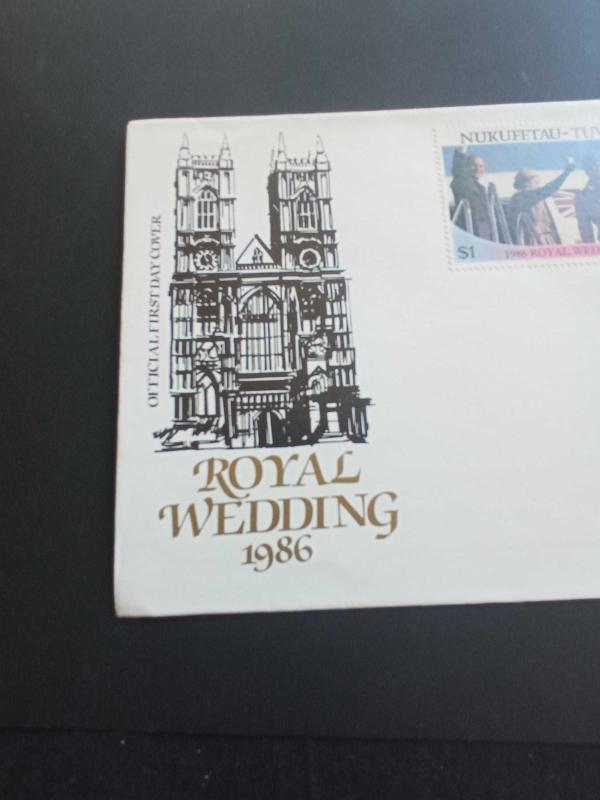 NUKUFETAU-TUV
$1
1986 ROYAL WED
OFFICIAL FIRST DAY COVER
ROYAL
WEDDING
1986